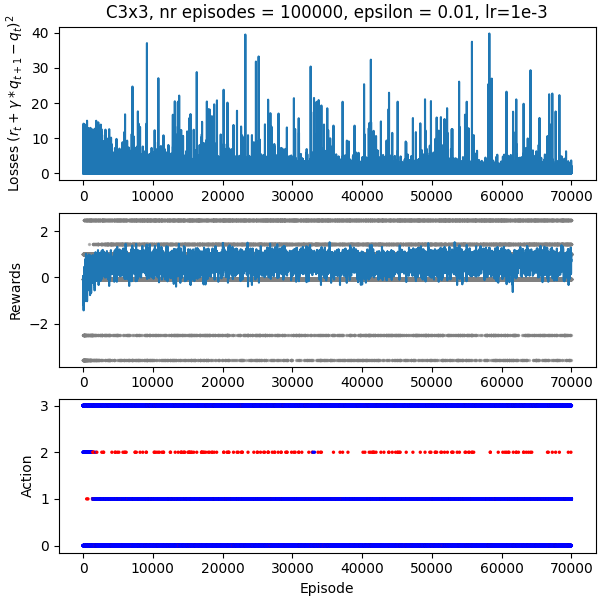 C3x3, nr episodes = 100000, epsilon = 0.01, lr=1e-3
Losses $(r_t + \gamma * q_{t+1} - q_t)^2$
40
30
20
10
0
0 10000 20000 30000 40000 50000 60000 70000
Rewards
2
0
−2
0 10000 20000 30000 40000 50000 60000 70000
Action
3
2
1
0
0 10000 20000 30000 40000 50000 60000 70000
Episode